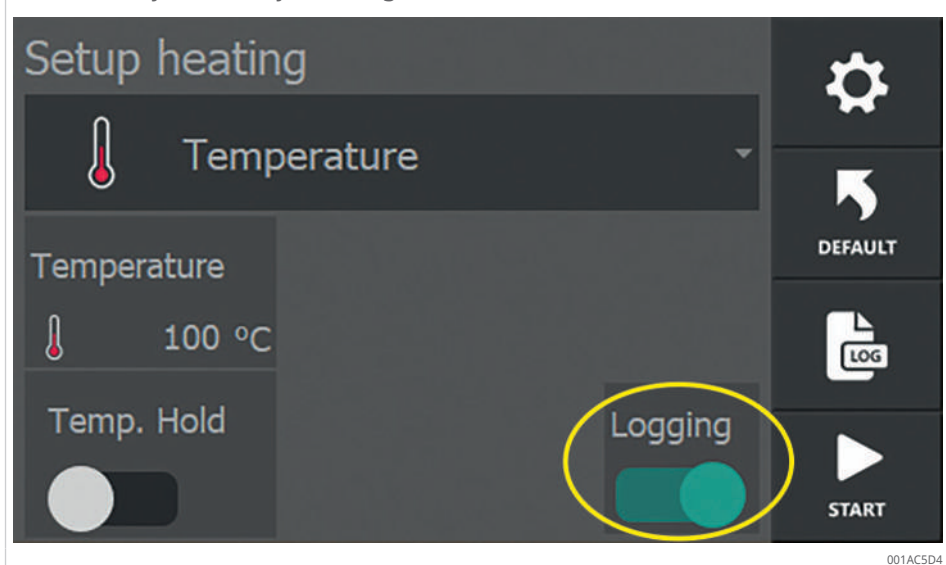 Setup heating
Temperature
DEFAULT
Temperature
100 °C
LOG
Temp. Hold
Logging
START
001AC5D4